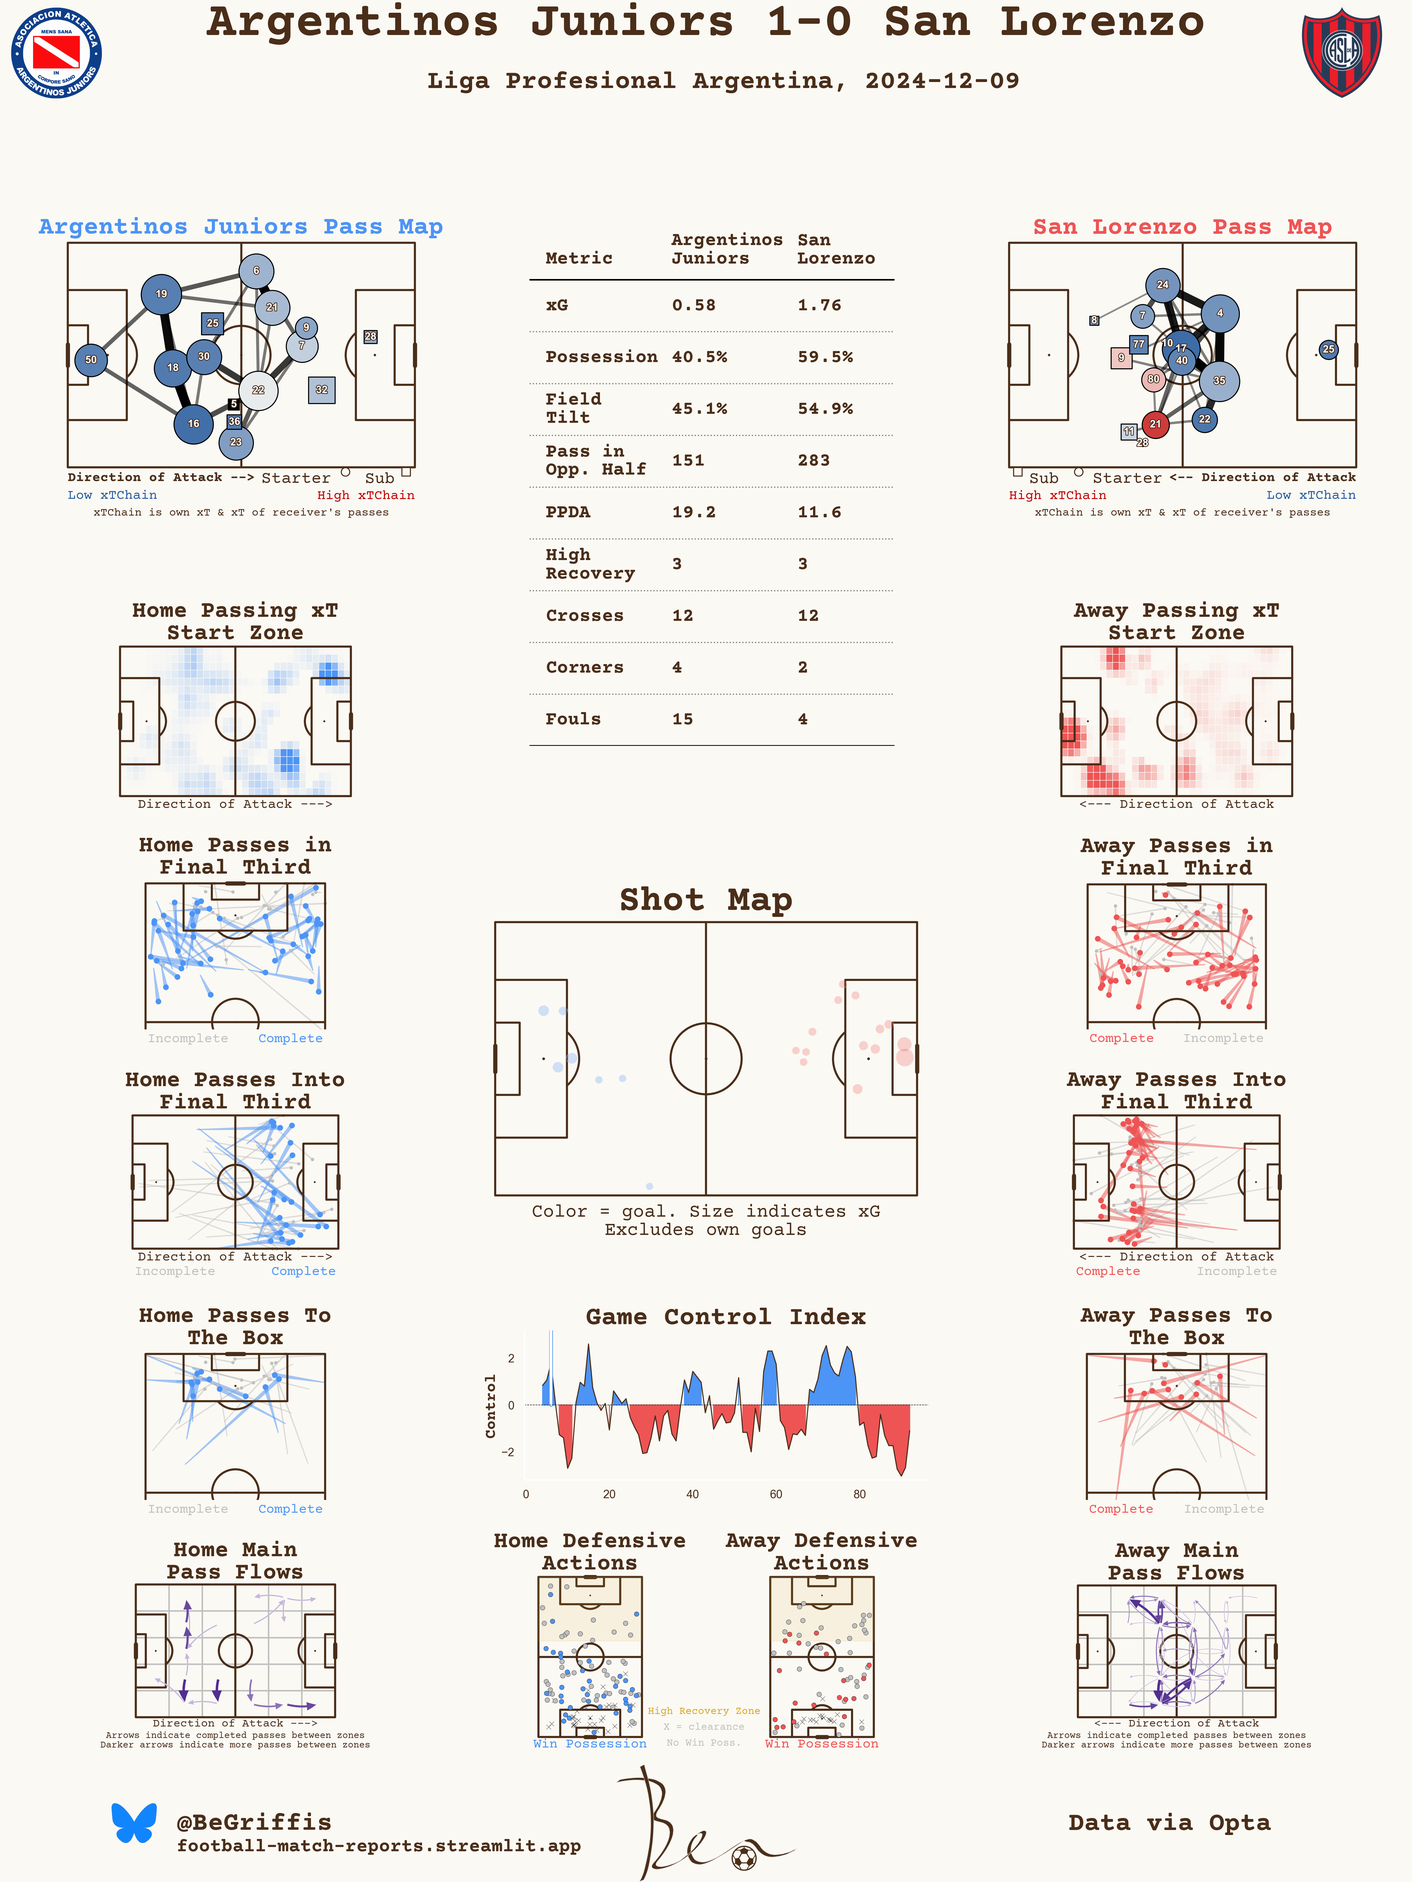 Argentinos Juniors 1-0 San Lorenzo
Liga Profesional Argentina, 2024-12-09
ASOCIACION ATLETICA
MENS SANA
IN
CORPORE SANO
ARGENTINOS JUNIORS
Argentinos Juniors Pass Map
6
19
21
25
9
7
28
50
30
18
22
32
5
36
16
23
Direction of Attack --> Starter Sub
Low xTChain High xTChain
xTChain is own xT & xT of receiver's passes
Metric Argentinos Juniors San Lorenzo
xG 0.58 1.76
Possession 40.5% 59.5%
Field Tilt 45.1% 54.9%
Pass in Opp. Half 151 283
PPDA 19.2 11.6
High Recovery 3 3
Crosses 12 12
Corners 4 2
Fouls 15 4
San Lorenzo Pass Map
24
8
7
4
77
10
17
25
9
40
80
35
21
22
11
28
Sub Starter <-- Direction of Attack
High xTChain Low xTChain
xTChain is own xT & xT of receiver's passes
Home Passing xT
Start Zone
Direction of Attack --->
Away Passing xT
Start Zone
<--- Direction of Attack
Home Passes in
Final Third
Incomplete Complete
Away Passes in
Final Third
Complete Incomplete
Shot Map
Color = goal. Size indicates xG
Excludes own goals
Home Passes Into
Final Third
Direction of Attack --->
Incomplete Complete
Away Passes Into
Final Third
<--- Direction of Attack
Complete Incomplete
Home Passes To
The Box
Incomplete Complete
Game Control Index
Control
2
0
−2
0 20 40 60 80
Away Passes To
The Box
Complete Incomplete
Home Main
Pass Flows
Direction of Attack --->
Arrows indicate completed passes between zones
Darker arrows indicate more passes between zones
Home Defensive
Actions
Win Possession
High Recovery Zone
X = clearance
No Win Poss.
Away Defensive
Actions
Win Possession
Away Main
Pass Flows
<--- Direction of Attack
Arrows indicate completed passes between zones
Darker arrows indicate more passes between zones
@BeGriffis
football-match-reports.streamlit.app
Ben
Data via Opta